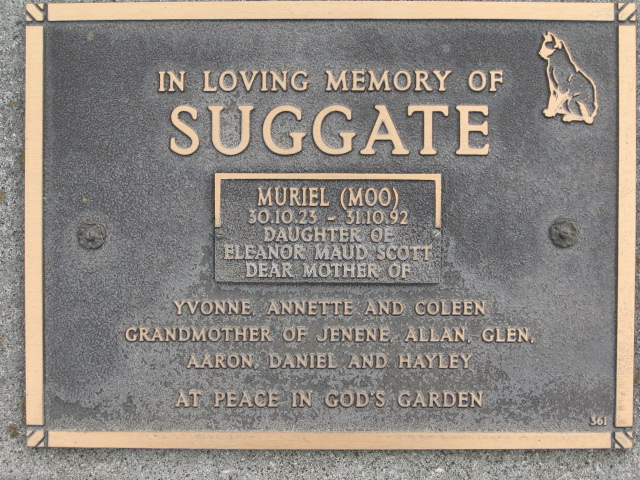 IN LOVING MEMORY OF
SUGGATE
MURIEL (MOO)
30.10.23 - 31.10.92
DAUGHTER OF
ELEANOR MAUD SCOTT
DEAR MOTHER OF
YVONNE, ANNETTE AND COLEEN
GRANDMOTHER OF JENENE, ALLAN, GLEN,
AARON, DANIEL AND HAYLEY
AT PEACE IN GOD'S GARDEN
361